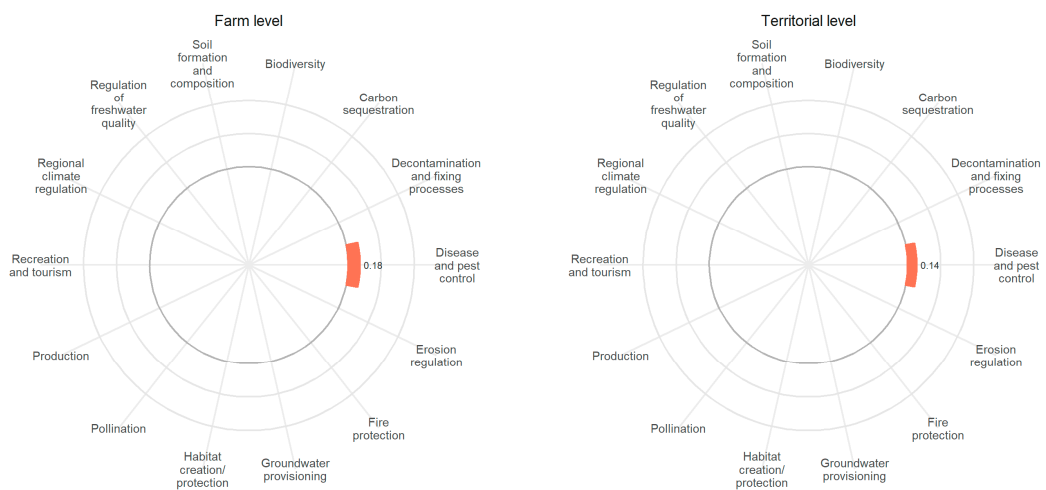 Farm level
Soil
formation
and
composition
Biodiversity
Carbon
sequestration
Decontamination
and fixing
processes
Disease
and pest
control
Erosion
regulation
Fire
protection
Groundwater
provisioning
Habitat
creation/
protection
Pollination
Production
Recreation
and tourism
Regional
climate
regulation
Regulation
of
freshwater
quality
0.18
Territorial level
Soil
formation
and
composition
Biodiversity
Carbon
sequestration
Decontamination
and fixing
processes
Disease
and pest
control
Erosion
regulation
Fire
protection
Groundwater
provisioning
Habitat
creation/
protection
Pollination
Production
Recreation
and tourism
Regional
climate
regulation
Regulation
of
freshwater
quality
0.14